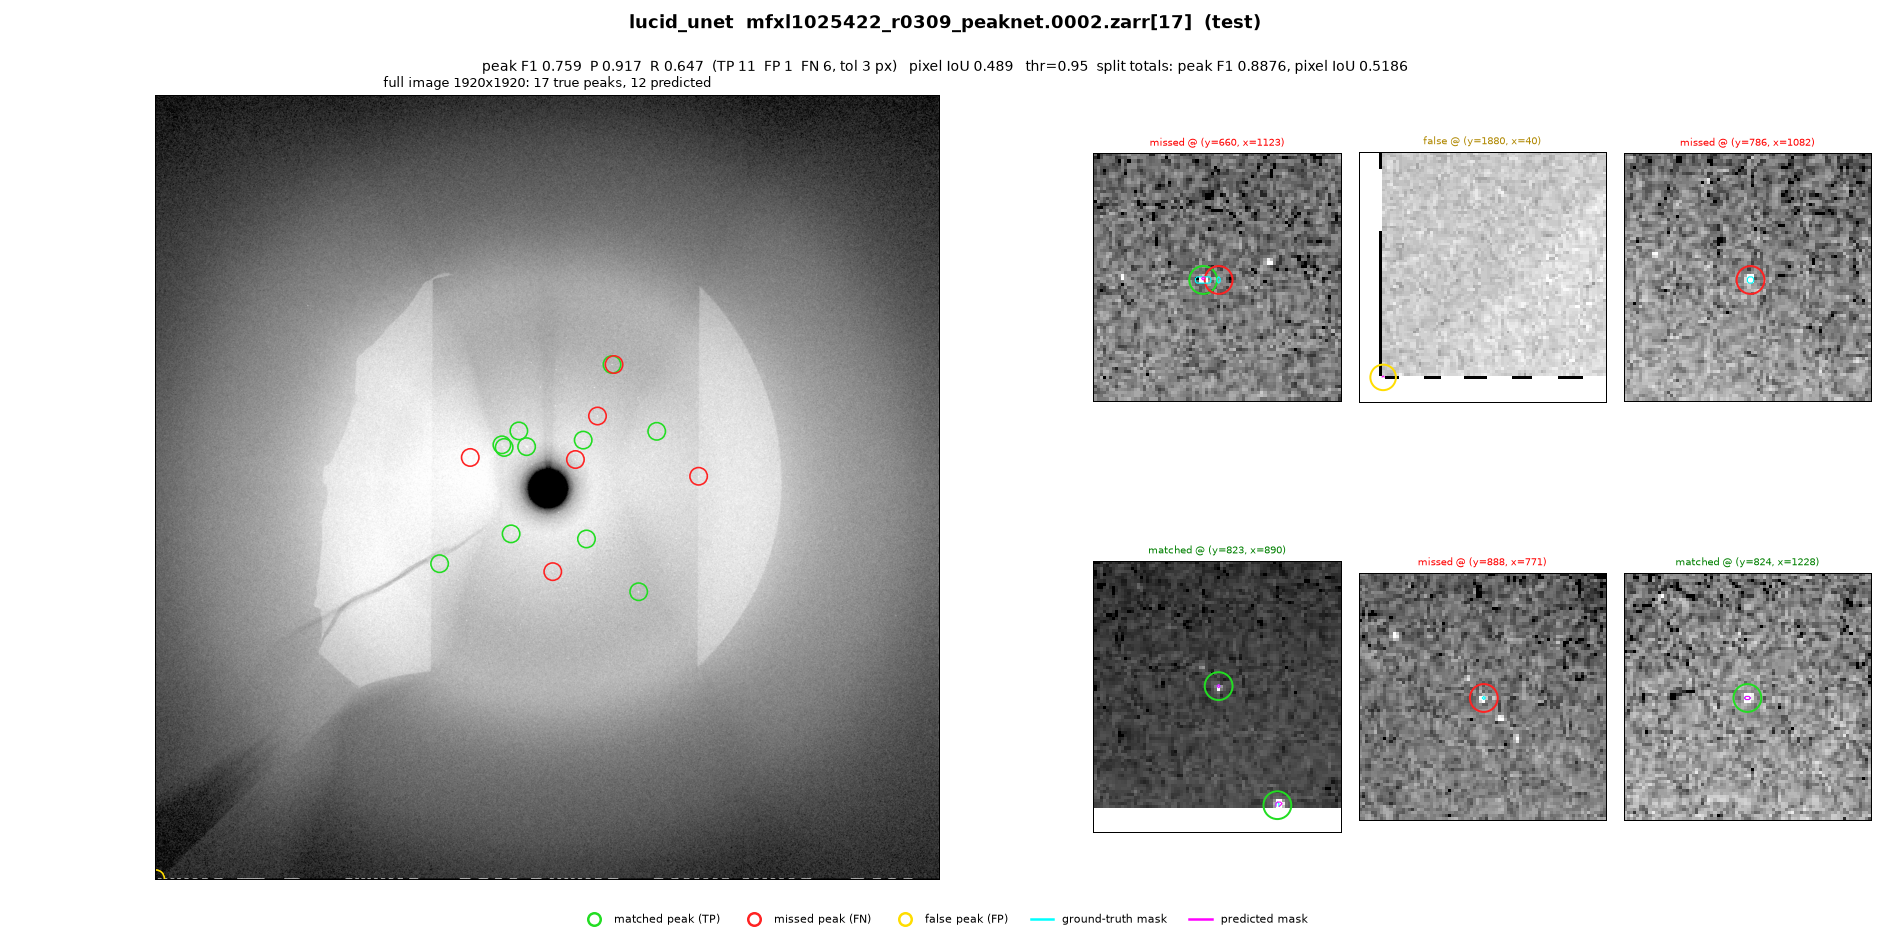 lucid_unet  mfxl1025422_r0309_peaknet.0002.zarr[17]  (test)
peak F1 0.759  P 0.917  R 0.647  (TP 11  FP 1  FN 6, tol 3 px)   pixel IoU 0.489   thr=0.95  split totals: peak F1 0.8876, pixel IoU 0.5186
full image 1920x1920: 17 true peaks, 12 predicted
missed @ (y=660, x=1123)
false @ (y=1880, x=40)
missed @ (y=786, x=1082)
matched @ (y=823, x=890)
missed @ (y=888, x=771)
matched @ (y=824, x=1228)
matched peak (TP)
missed peak (FN)
false peak (FP)
ground-truth mask
predicted mask